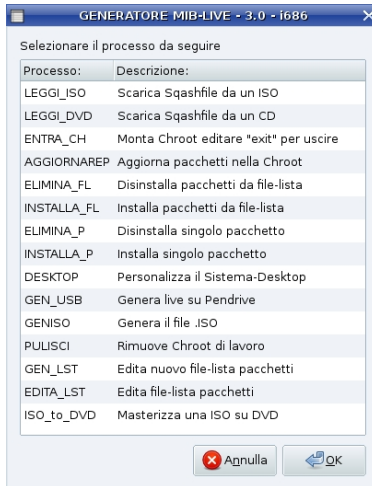 GENERATORE MIB-LIVE - 3.0 - i686
Selezionare il processo da seguire
Processo: Descrizione:
LEGGI_ISO Scarica Sqashfile da un ISO
LEGGI_DVD Scarica Sqashfile da un CD
ENTRA_CH Monta Chroot editare "exit" per uscire
AGGIORNAREP Aggiorna pacchetti nella Chroot
ELIMINA_FL Disinstalla pacchetti da file-lista
INSTALLA_FL Installa pacchetti da file-lista
ELIMINA_P Disinstalla singolo pacchetto
INSTALLA_P Installa singolo pacchetto
DESKTOP Personalizza il Sistema-Desktop
GEN_USB Genera live su Pendrive
GENISO Genera il file .ISO
PULISCI Rimuove Chroot di lavoro
GEN_LST Edita nuovo file-lista pacchetti
EDITA_LST Edita file-lista pacchetti
ISO_to_DVD Masterizza una ISO su DVD
Annulla OK